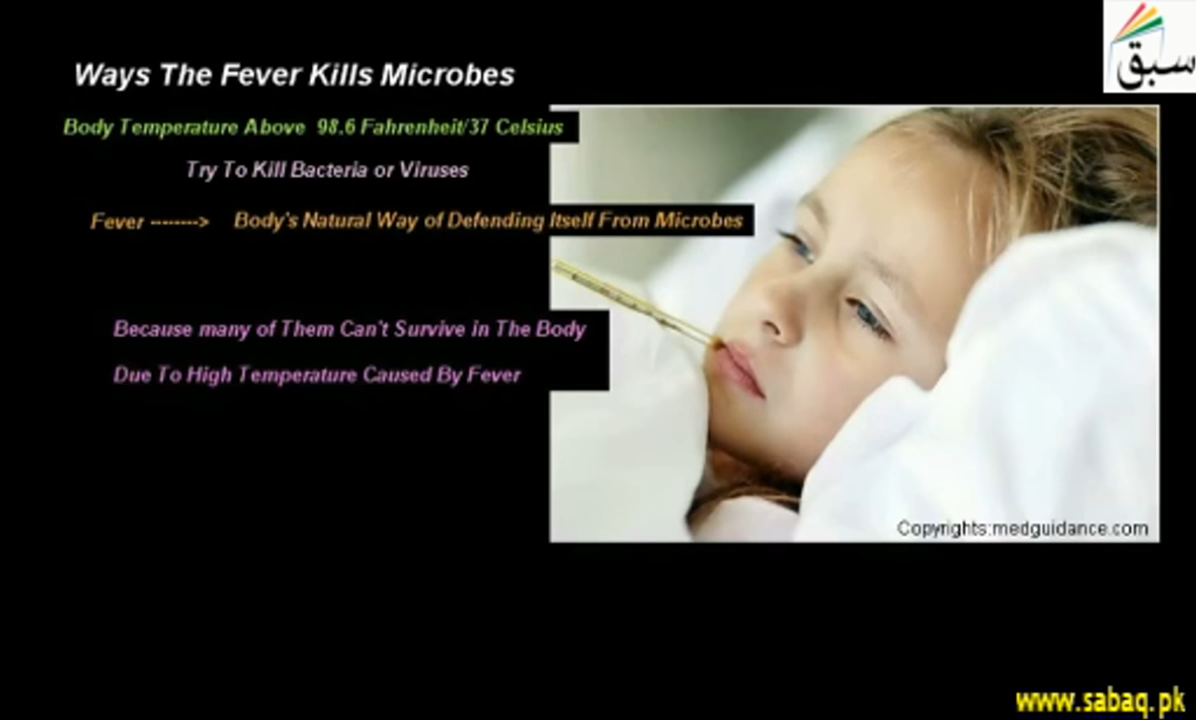 سبق
Ways The Fever Kills Microbes
Body Temperature Above 98.6 Fahrenheit/37 Celsius
Try To Kill Bacteria or Viruses
Fever --------> Body's Natural Way of Defending Itself From Microbes
Because many of Them Can't Survive in The Body
Due To High Temperature Caused By Fever
Copyrights:medguidance.com
www.sabaq.pk